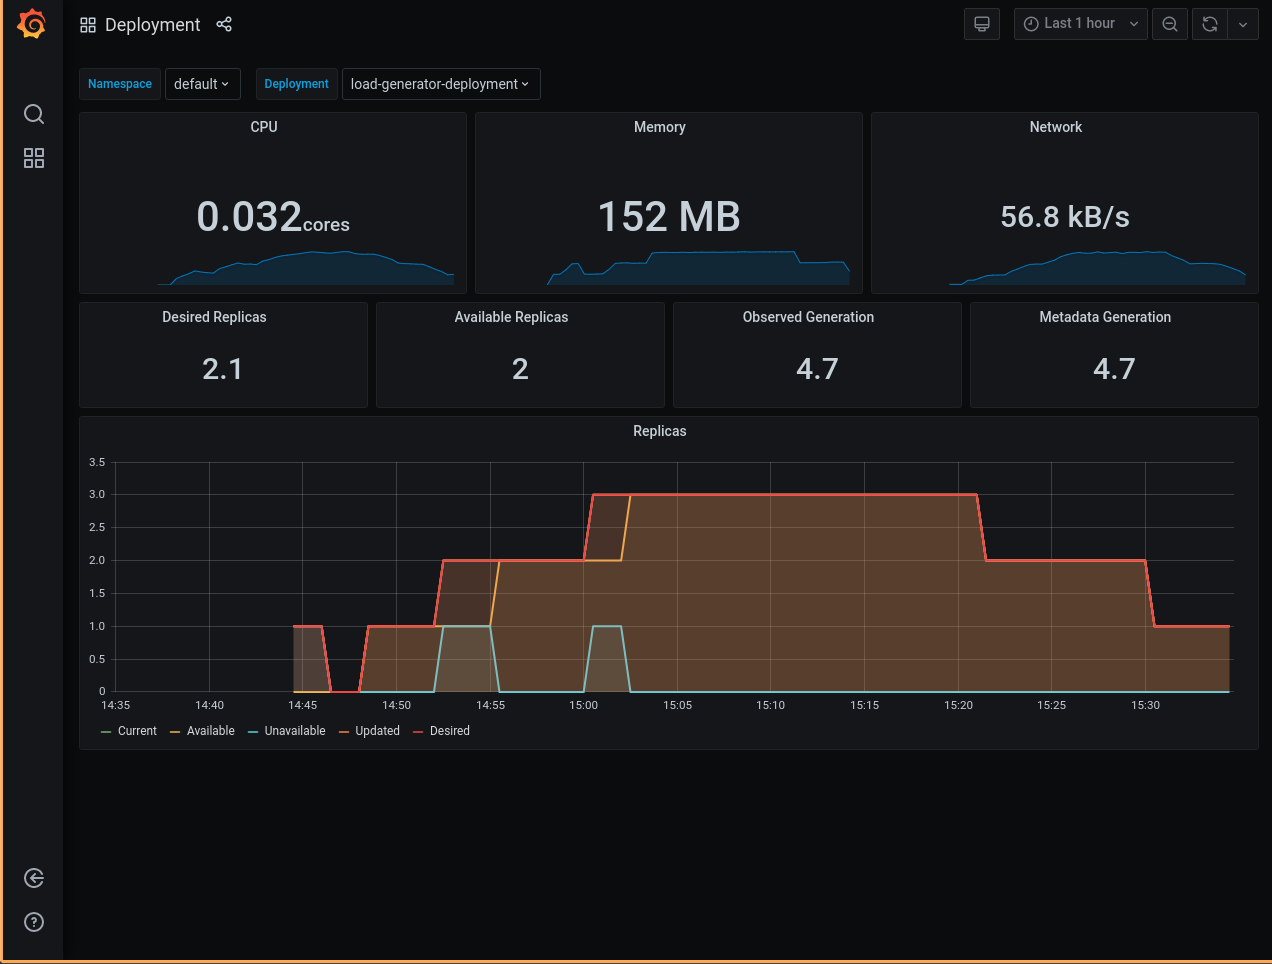 Deployment
Last 1 hour
Namespace default Deployment load-generator-deployment
CPU Memory Network
0.032cores 152 MB 56.8 kB/s
Desired Replicas Available Replicas Observed Generation Metadata Generation
2.1 2 4.7 4.7
Replicas
3.5
3.0
2.5
2.0
1.5
1.0
0.5
0
14:35 14:40 14:45 14:50 14:55 15:00 15:05 15:10 15:15 15:20 15:25 15:30
Current Available Unavailable Updated Desired